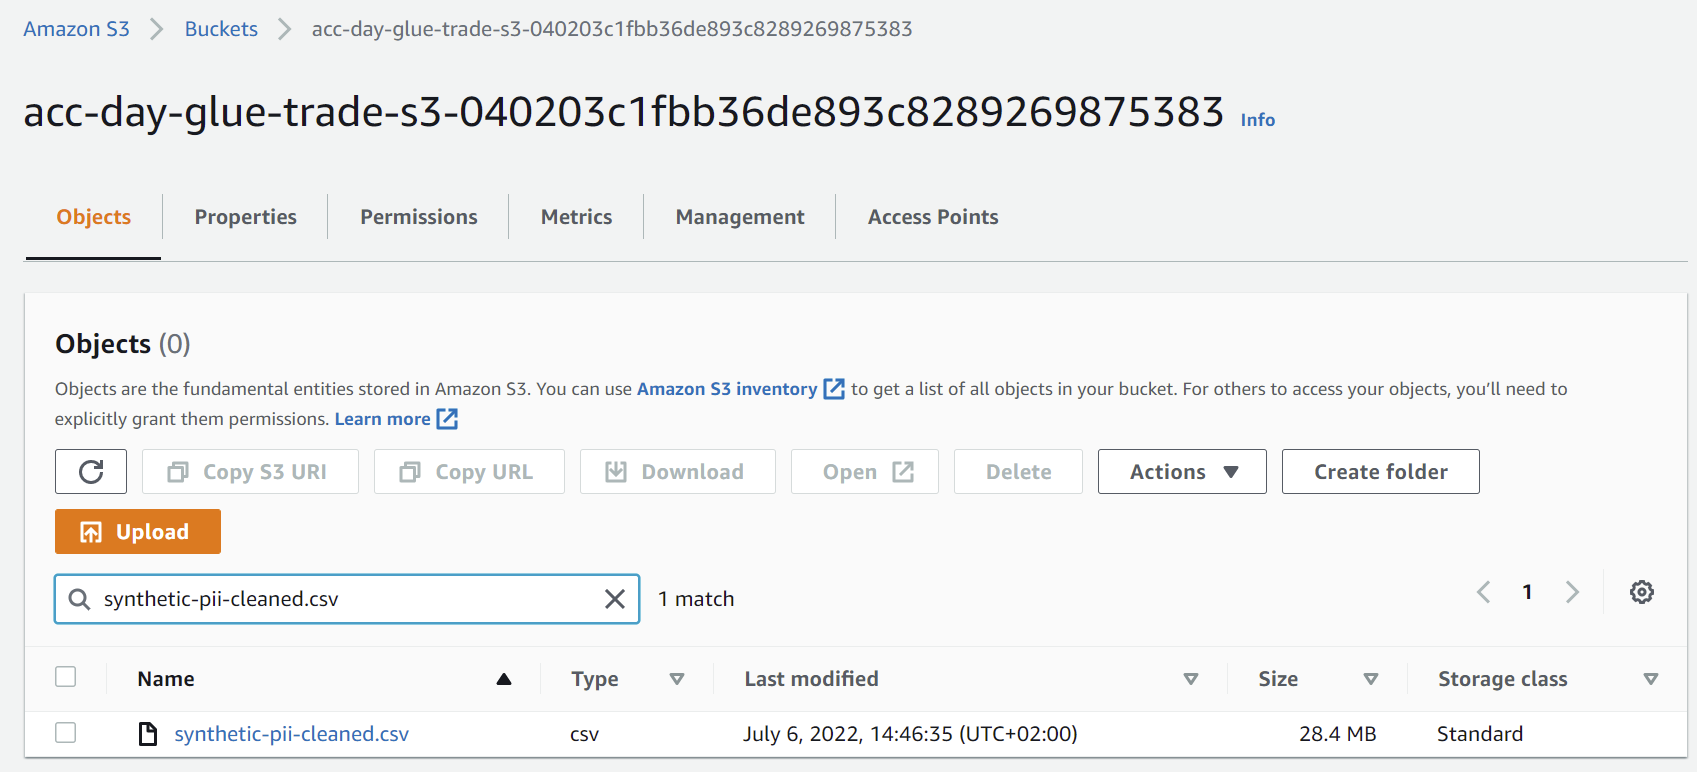 Amazon S3 > Buckets > acc-day-glue-trade-s3-040203c1fbb36de893c8289269875383
acc-day-glue-trade-s3-040203c1fbb36de893c8289269875383 Info
Objects Properties Permissions Metrics Management Access Points
Objects (0)
Objects are the fundamental entities stored in Amazon S3. You can use Amazon S3 inventory to get a list of all objects in your bucket. For others to access your objects, you’ll need to
explicitly grant them permissions. Learn more
Copy S3 URI Copy URL Download Open Delete Actions Create folder
Upload
synthetic-pii-cleaned.csv 1 match 1
Name Type Last modified Size Storage class
synthetic-pii-cleaned.csv csv July 6, 2022, 14:46:35 (UTC+02:00) 28.4 MB Standard